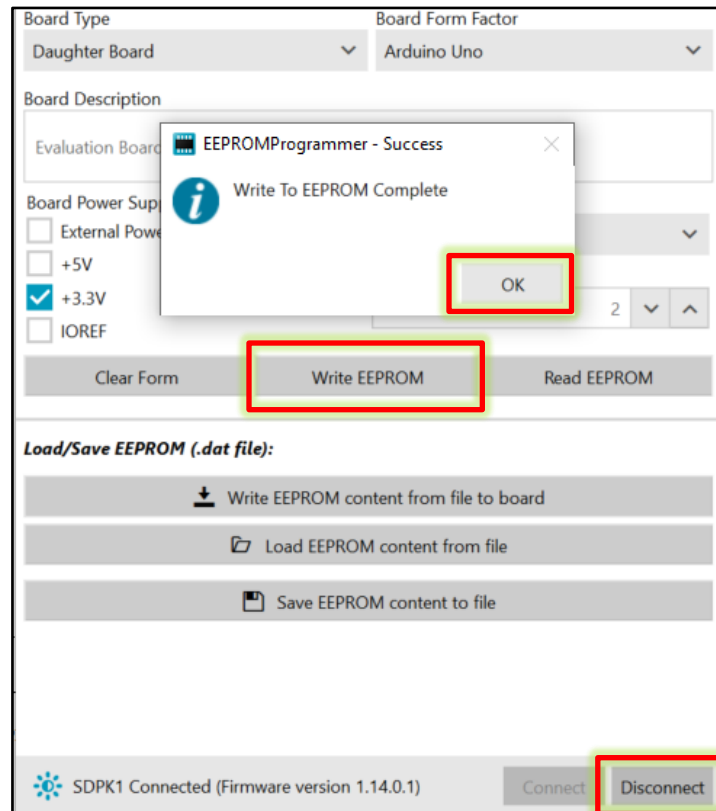 Board Type Board Form Factor
Daughter Board Arduino Uno
Board Description
Evaluation Board
EEPROMProgrammer - Success
Write To EEPROM Complete
OK
Board Power
External
+5V
+3.3V
IOREF
2
Clear Form Write EEPROM Read EEPROM
Load/Save EEPROM (.dat file):
Write EEPROM content from file to board
Load EEPROM content from file
Save EEPROM content to file
SDPK1 Connected (Firmware version 1.14.0.1) Connect Disconnect